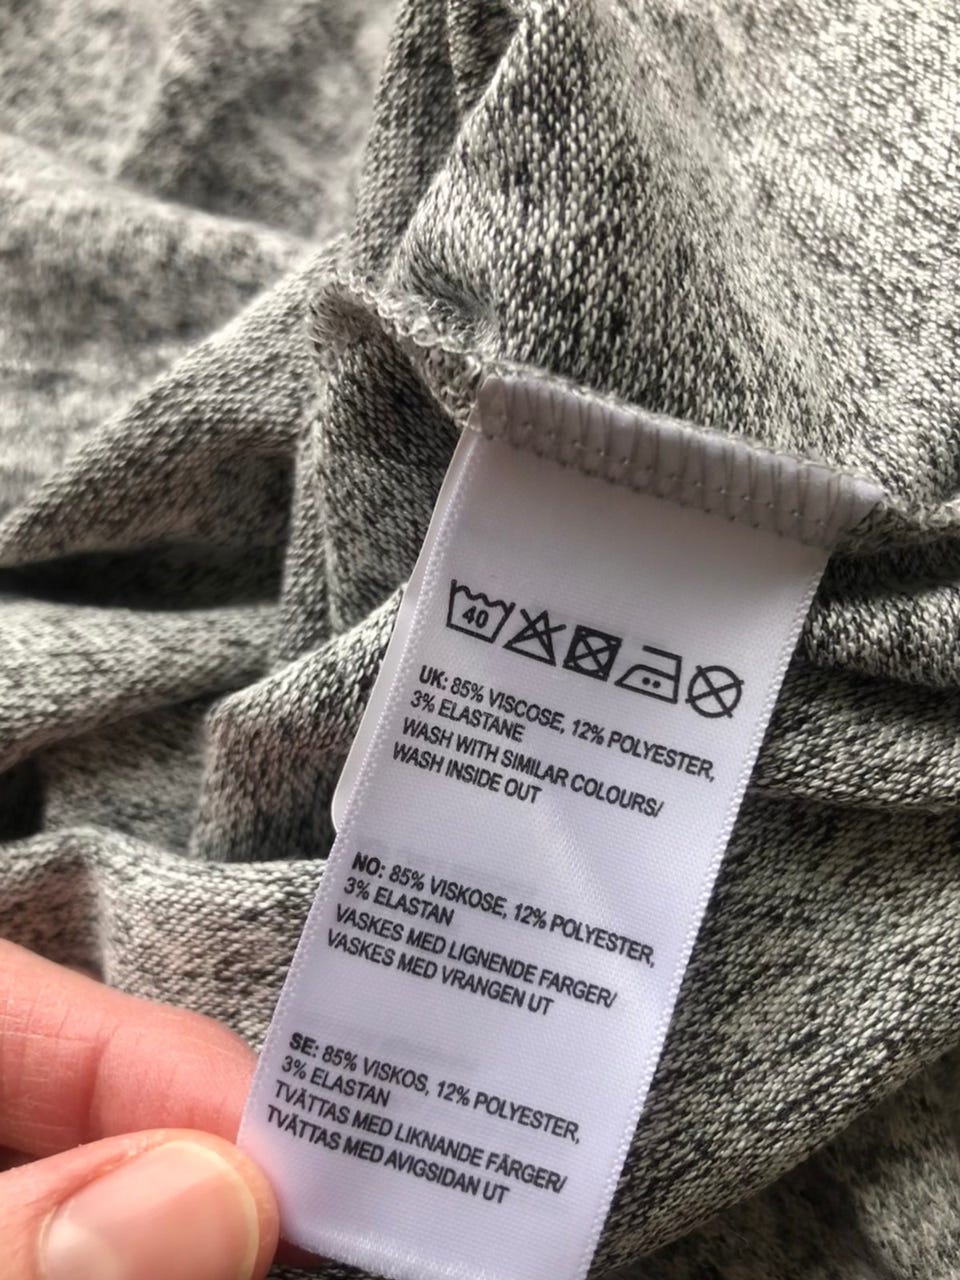 40
UK: 85% VISCOSE, 12% POLYESTER,
3% ELASTANE
WASH WITH SIMILAR COLOURS/
WASH INSIDE OUT
NO: 85% VISKOSE, 12% POLYESTER,
3% ELASTAN
VASKES MED LIGNENDE FARGER/
VASKES MED VRANGEN UT
SE: 85% VISKOS, 12% POLYESTER,
3% ELASTAN
TVÄTTAS MED LIKNANDE FÄRGER/
TVÄTTAS MED AVIGSIDAN UT